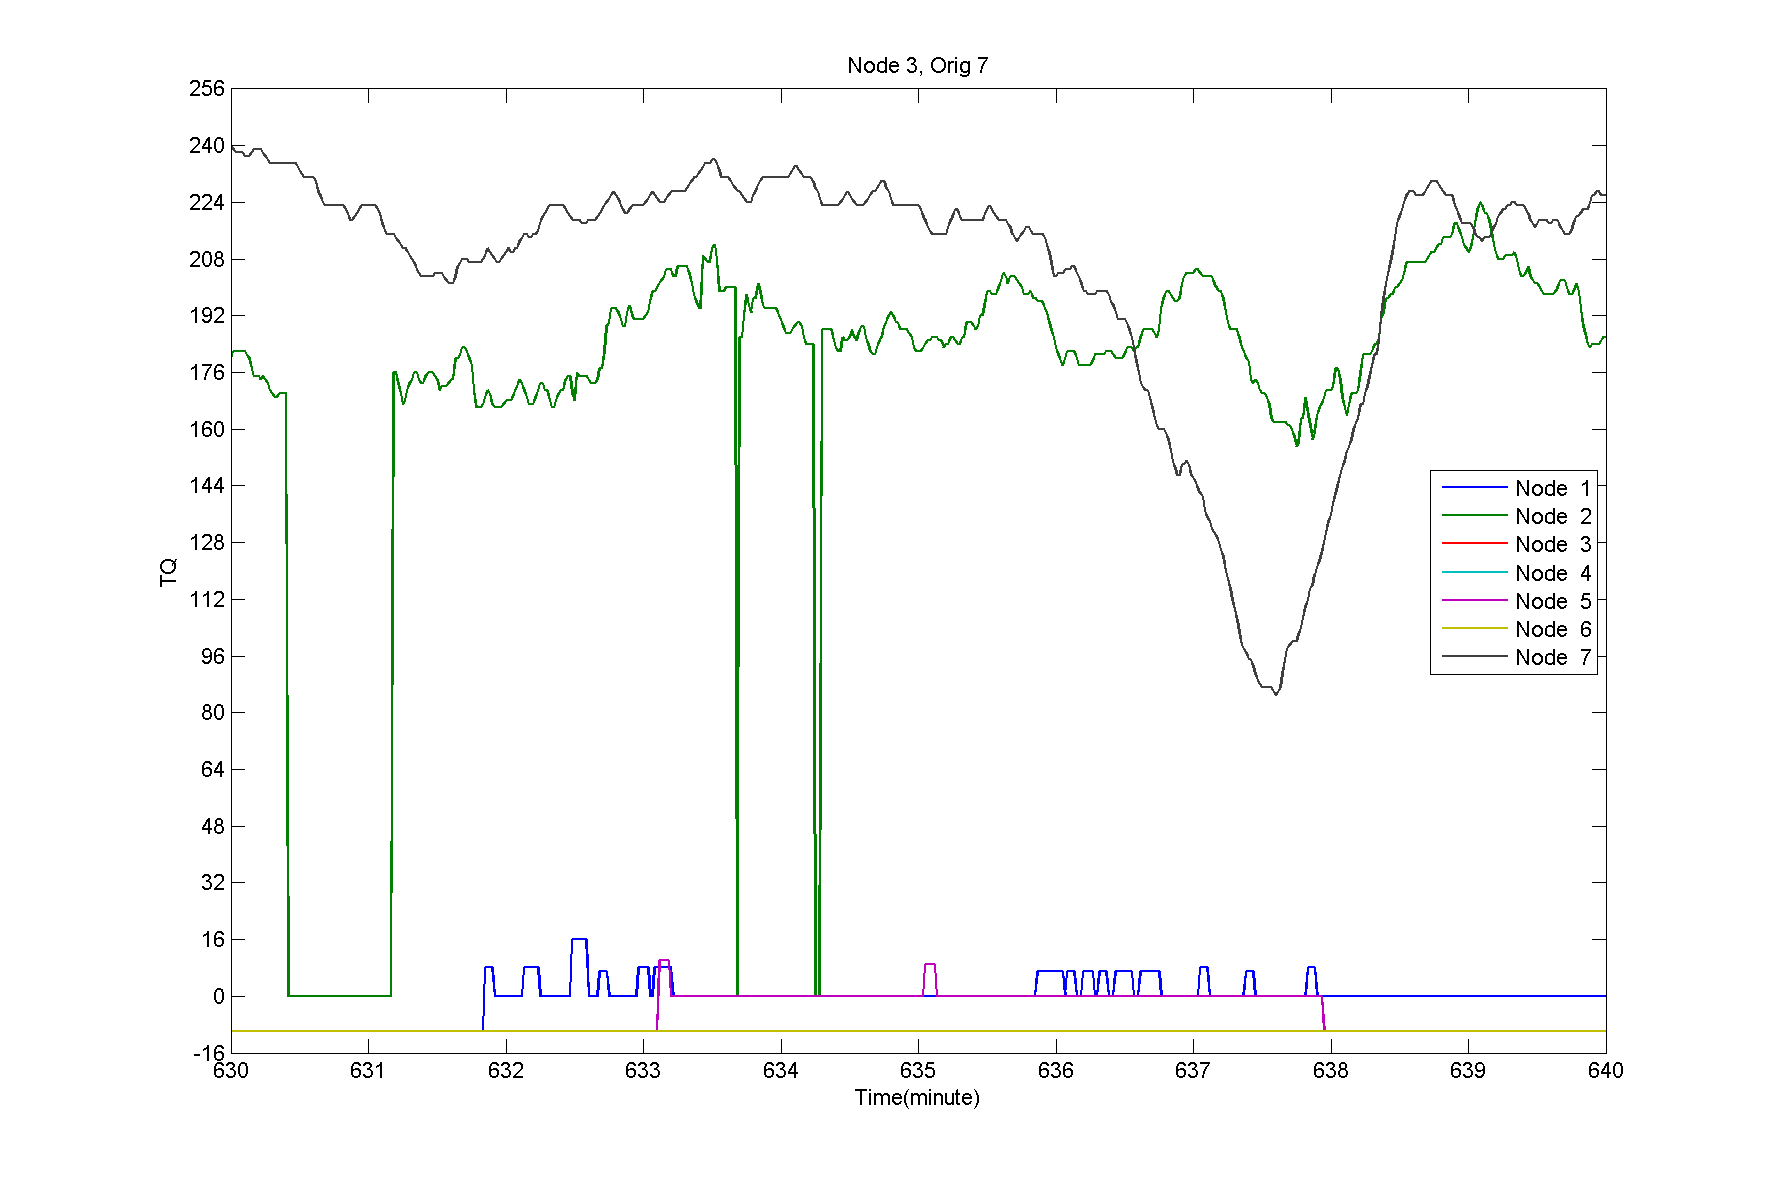 Node 3, Orig 7
256
240
224
208
192
176
160
144
128
112
96
80
64
48
32
16
0
-16
TQ
Node 1
Node 2
Node 3
Node 4
Node 5
Node 6
Node 7
630 631 632 633 634 635 636 637 638 639 640
Time(minute)